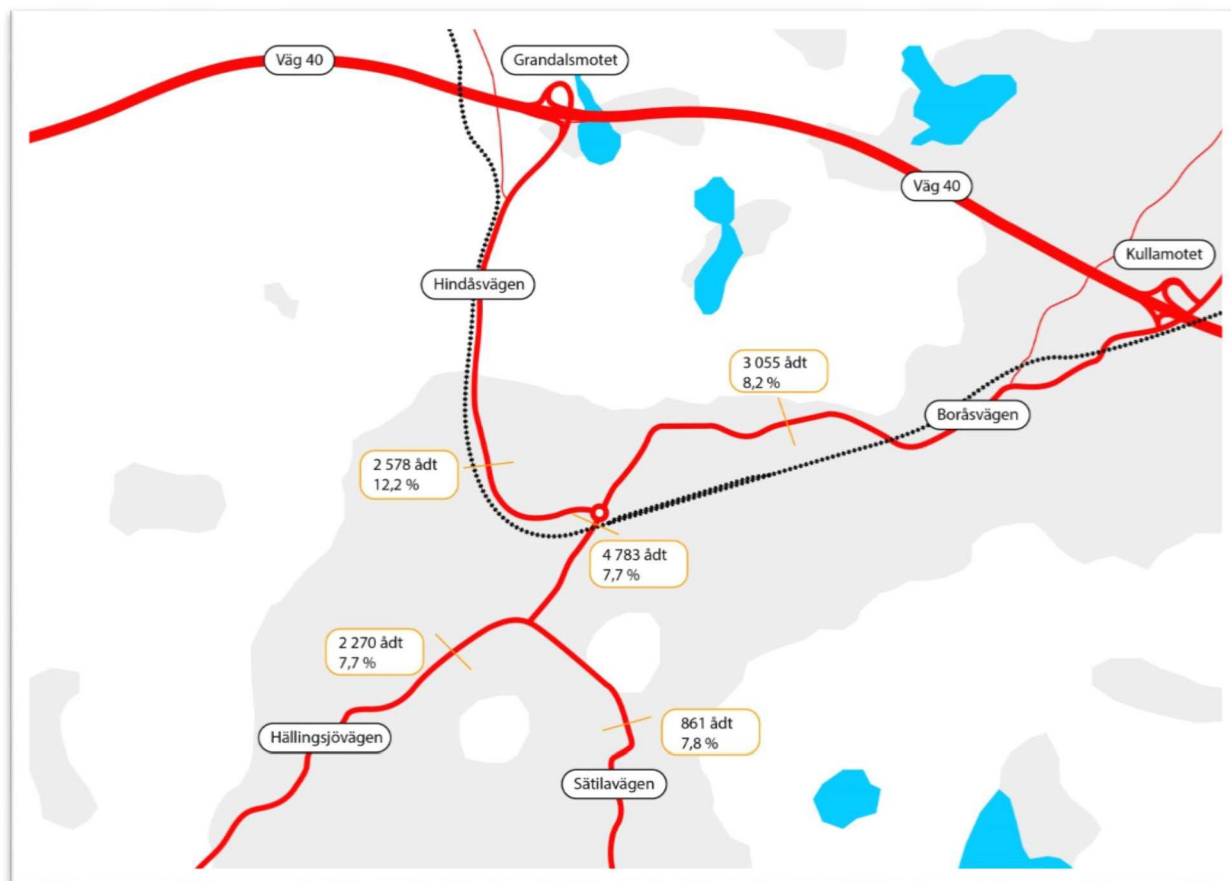 Väg 40
Grandalsmotet
Väg 40
Kullamotet
Hindåsvägen
3 055 ådt
8,2 %
Boråsvägen
2 578 ådt
12,2 %
4 783 ådt
7,7 %
2 270 ådt
7,7 %
861 ådt
7,8 %
Hällingsjövägen
Sätilavägen